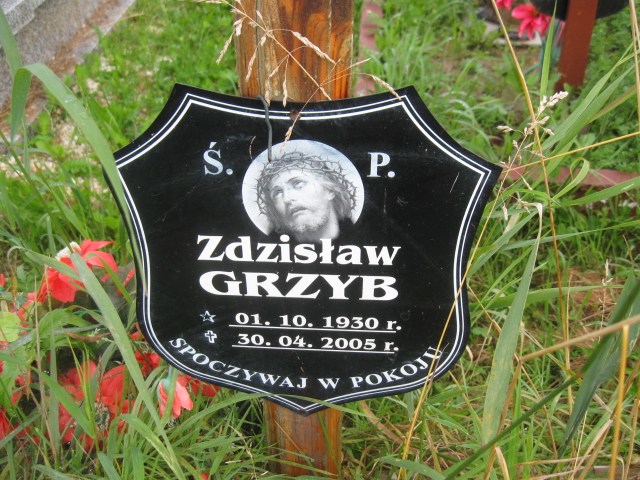 Ś. P.
Zdzisław
GRZYB
☆ 01. 10. 1930 r.
✞ 30. 04. 2005 r.
SPOCZYWAJ W POKOJU